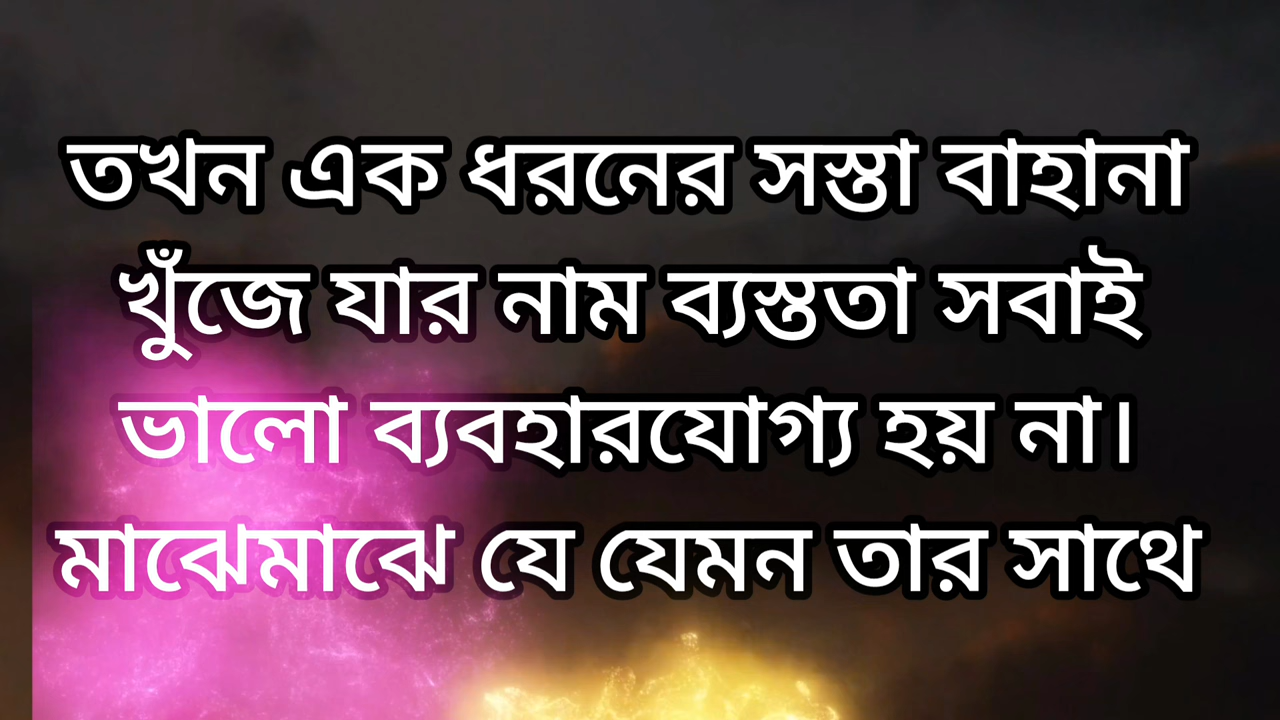 তখন এক ধরনের সস্তা বাহানা
খুঁজে যার নাম ব্যস্ততা সবাই
ভালো ব্যবহারযোগ্য হয় না।
মাঝেমাঝে যে যেমন তার সাথে